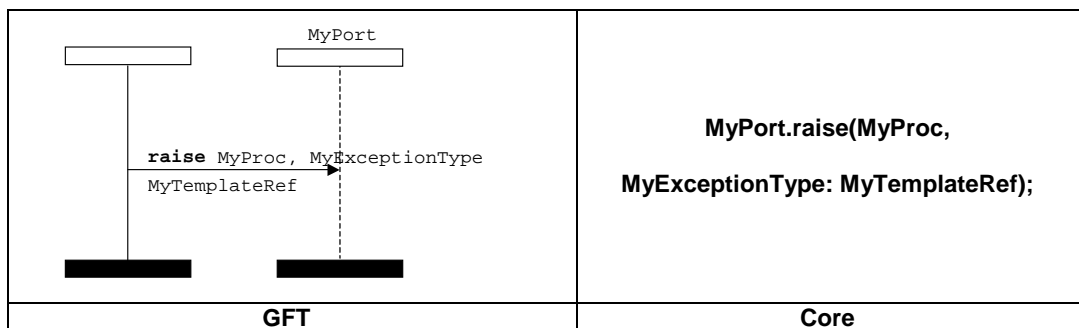 MyPort
raise MyProc, MyExceptionType
MyTemplateRef
MyPort.raise(MyProc,
MyExceptionType: MyTemplateRef);
GFT
Core